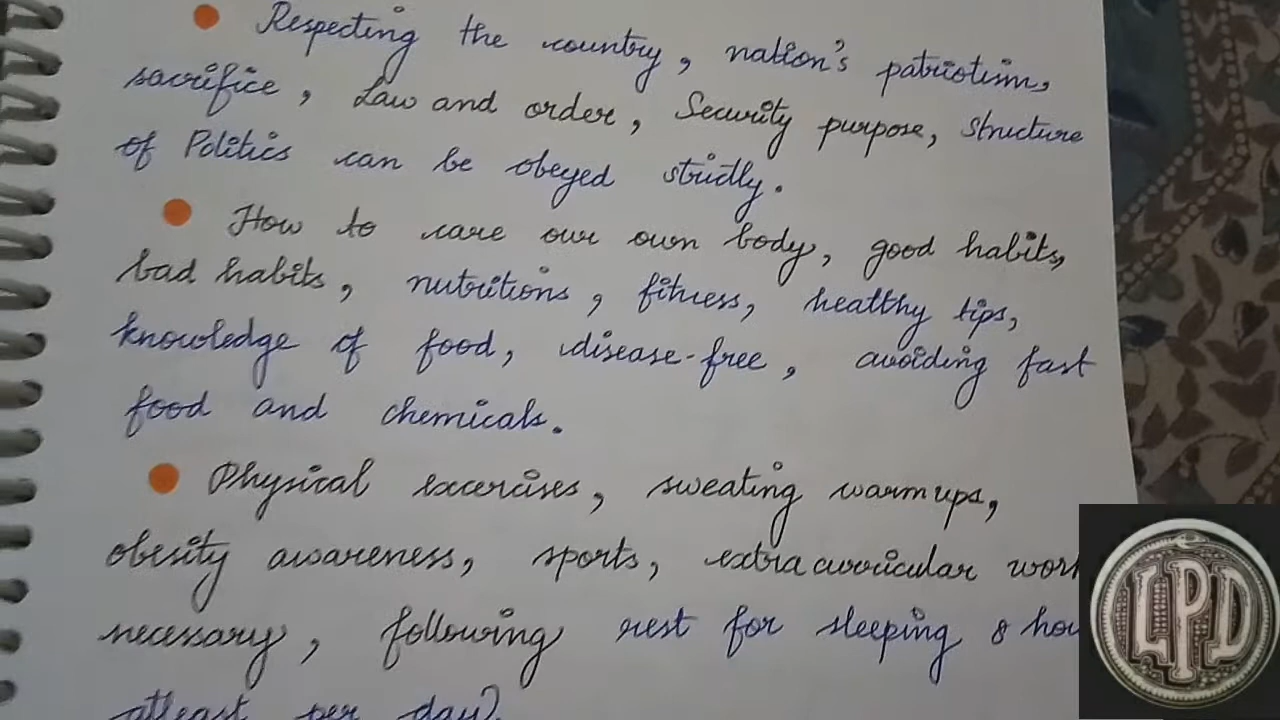 Respecting the country, nation's patriotism,
sacrifice, Law and order, Security purpose, structure
of Politics can be obeyed strictly.
How to care our own body, good habits,
bad habits, nutritions, fitness, healthy tips,
knowledge of food, disease-free, avoiding fast
food and chemicals.
Physical excercises, sweating warmups,
obesity awareness, sports, extracurricular work
necessary, following rest for sleeping 8 hou
atleast per day).
LPD